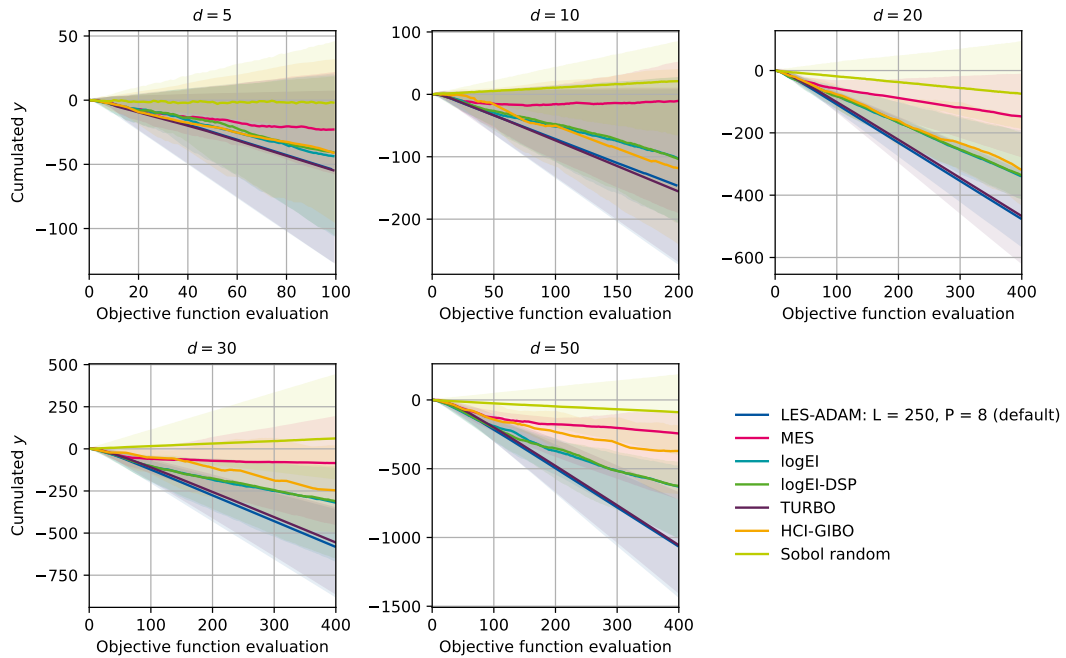 d = 5
50
0
−50
−100
Cumulated y
0 20 40 60 80 100
Objective function evaluation
d = 10
100
0
−100
−200
0 50 100 150 200
Objective function evaluation
d = 20
0
−200
−400
−600
0 100 200 300 400
Objective function evaluation
d = 30
500
250
0
−250
−500
−750
Cumulated y
0 100 200 300 400
Objective function evaluation
d = 50
0
−500
−1000
−1500
0 100 200 300 400
Objective function evaluation
LES-ADAM: L = 250, P = 8 (default)
MES
logEI
logEI-DSP
TURBO
HCI-GIBO
Sobol random